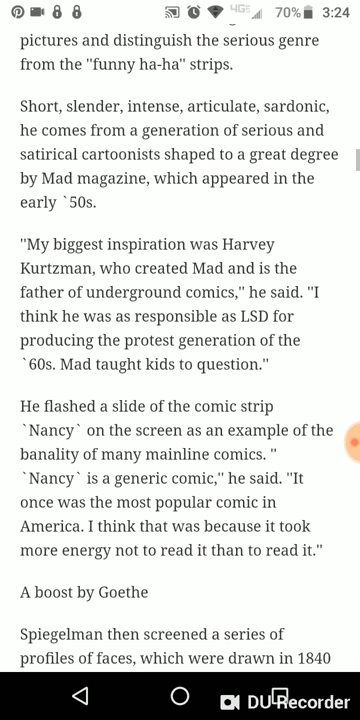 4G
70% 3:24
pictures and distinguish the serious genre
from the "funny ha-ha" strips.
Short, slender, intense, articulate, sardonic,
he comes from a generation of serious and
satirical cartoonists shaped to a great degree
by Mad magazine, which appeared in the
early `50s.
"My biggest inspiration was Harvey
Kurtzman, who created Mad and is the
father of underground comics," he said. "I
think he was as responsible as LSD for
producing the protest generation of the
`60s. Mad taught kids to question."
He flashed a slide of the comic strip
`Nancy` on the screen as an example of the
banality of many mainline comics. "
`Nancy` is a generic comic," he said. "It
once was the most popular comic in
America. I think that was because it took
more energy not to read it than to read it."
A boost by Goethe
Spiegelman then screened a series of
profiles of faces, which were drawn in 1840
DU Recorder